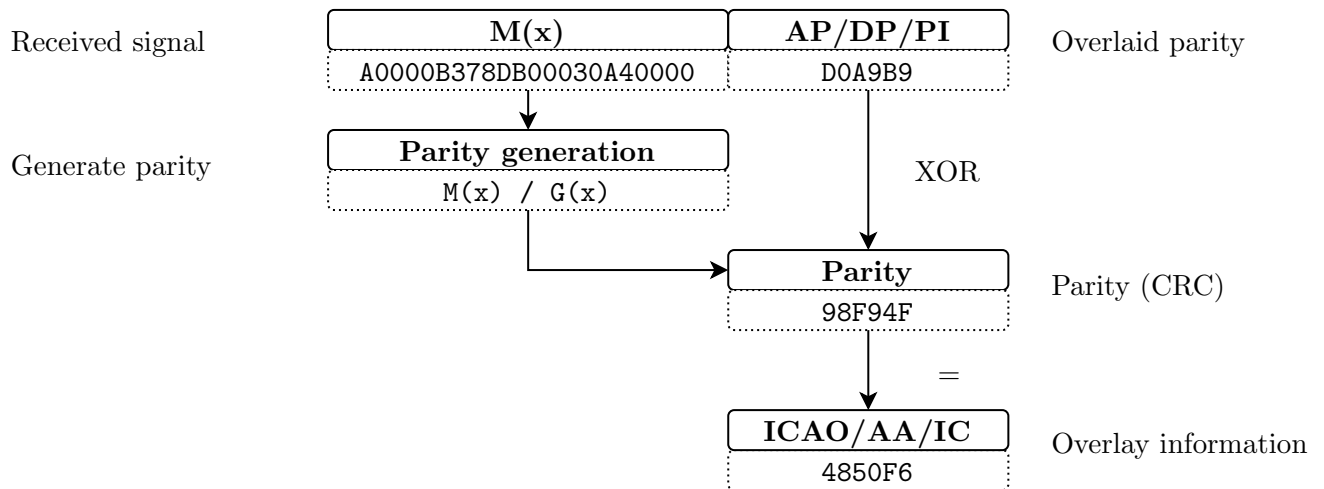 Received signal
M(x)
AP/DP/PI
Overlaid parity
A0000B378DB00030A40000
D0A9B9
Generate parity
Parity generation
M(x) / G(x)
XOR
Parity
98F94F
Parity (CRC)
=
ICAO/AA/IC
4850F6
Overlay information